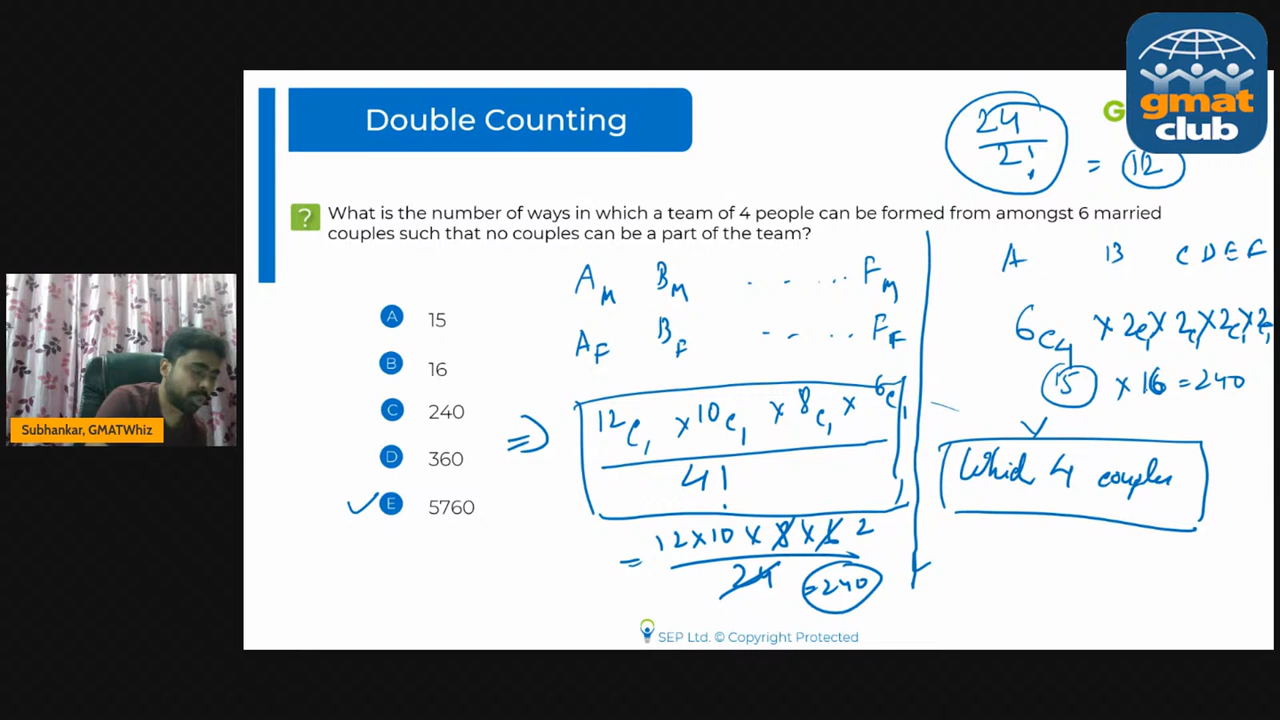 Double Counting
G
gmat
club
24
2!
= 12
? What is the number of ways in which a team of 4 people can be formed from amongst 6 married
couples such that no couples can be a part of the team?
A 15
B 16
C 240
D 360
E 5760
A_M B_M . . . . . F_M
A_F B_F - - . . . F_F
⇒ 12C₁ × 10C₁ × 8C₁ × 6C₁
4!
= 12 × 10 × 8 × 6 2
24 = 240
A B C D E F
6C₄ × 2C₁ × 2C₁ × 2C₁ × 2C₁
15 × 16 = 240
Which 4 couples
Subhankar, GMATWhiz
SEP Ltd. © Copyright Protected